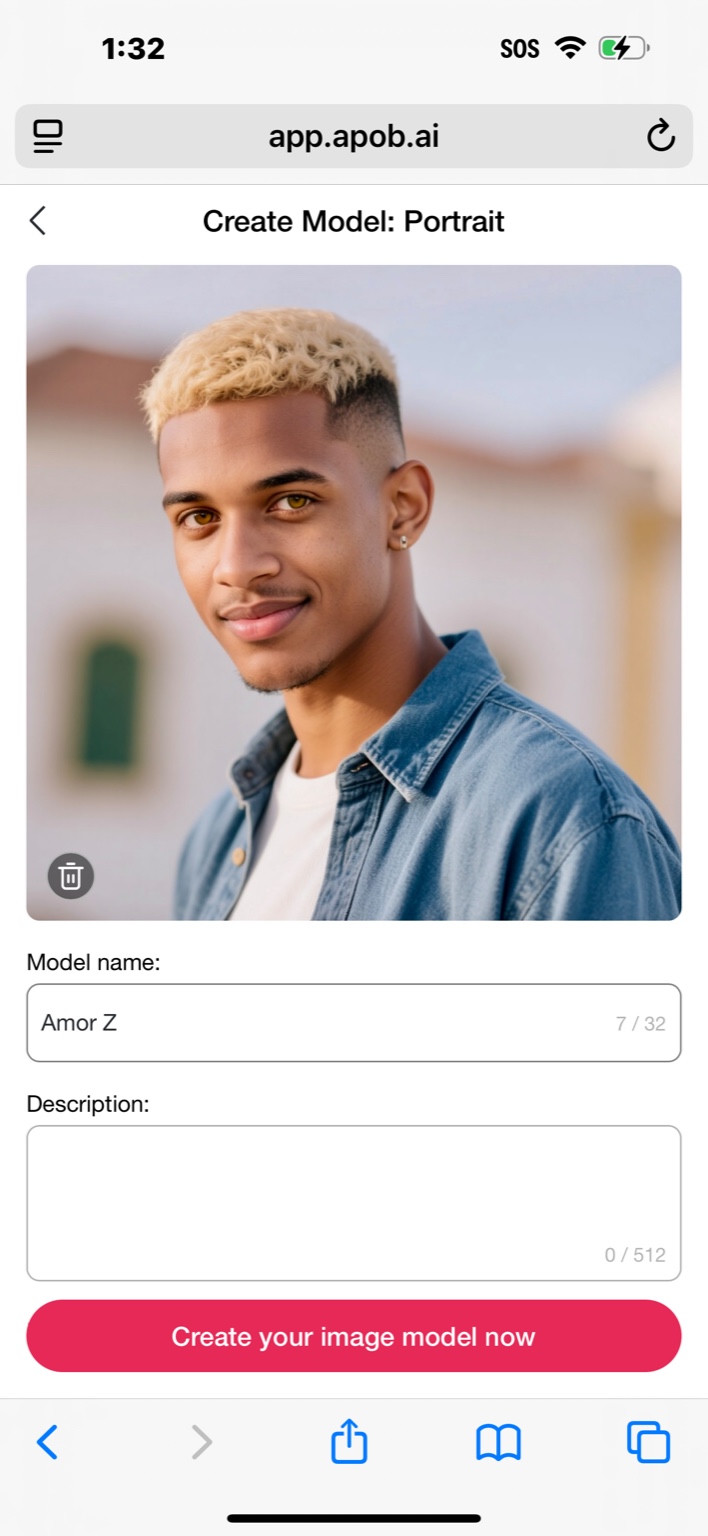 1:32
SOS
app.apob.ai
Create Model: Portrait
Model name:
Amor Z
7 / 32
Description:
0 / 512
Create your image model now